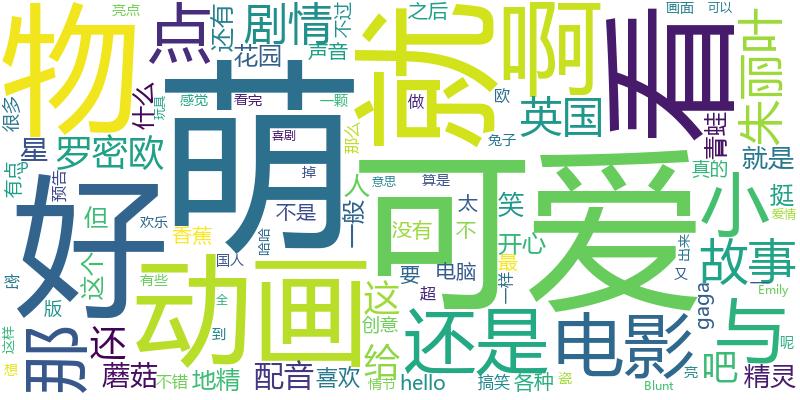 亮点
物
点
还有
剧情
不过
之后
就
啊
画面
可以
看
很多
什么
玩具
花园
声音
感觉
看完
一颗
做
欧
英国
朱丽叶
萌
喜剧
那么
兔子
青蛙
星
罗密欧
就是
有点
预告
可爱
真的
好
人
掉
意思
算是
笑
小
挺
爱情
但
欢乐
不是
一般
太
没有
不
香蕉
哈哈
开心
故事
这个
动画
国人
要
电脑
最
一样
又
出来
一
版
有些
这
超
gaga
Emily
全
创意
还是
电影
与
那
还
到
给
吧
呢
这样
想
蘑菇
不错
地精
配音
喜欢
情节
hello
搞笑
各种
瓷
Blunt
亮
精灵